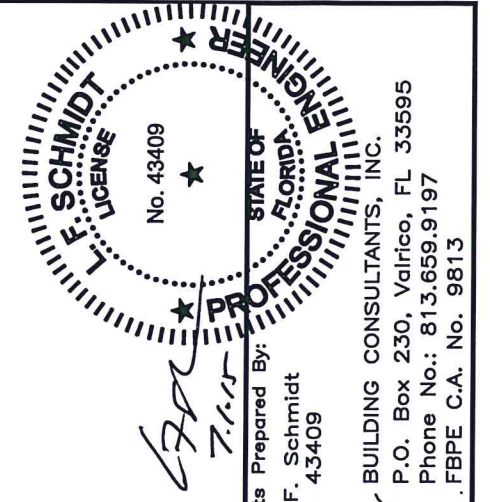 L. F. SCHMIDT
LICENSE
No. 43409
STATE OF
FLORIDA
PROFESSIONAL ENGINEER
7.1.15
ts Prepared By:
F. Schmidt
43409
BUILDING CONSULTANTS, INC.
P.O. Box 230, Valrico, FL 33595
Phone No.: 813.659.9197
FBPE C.A. No. 9813